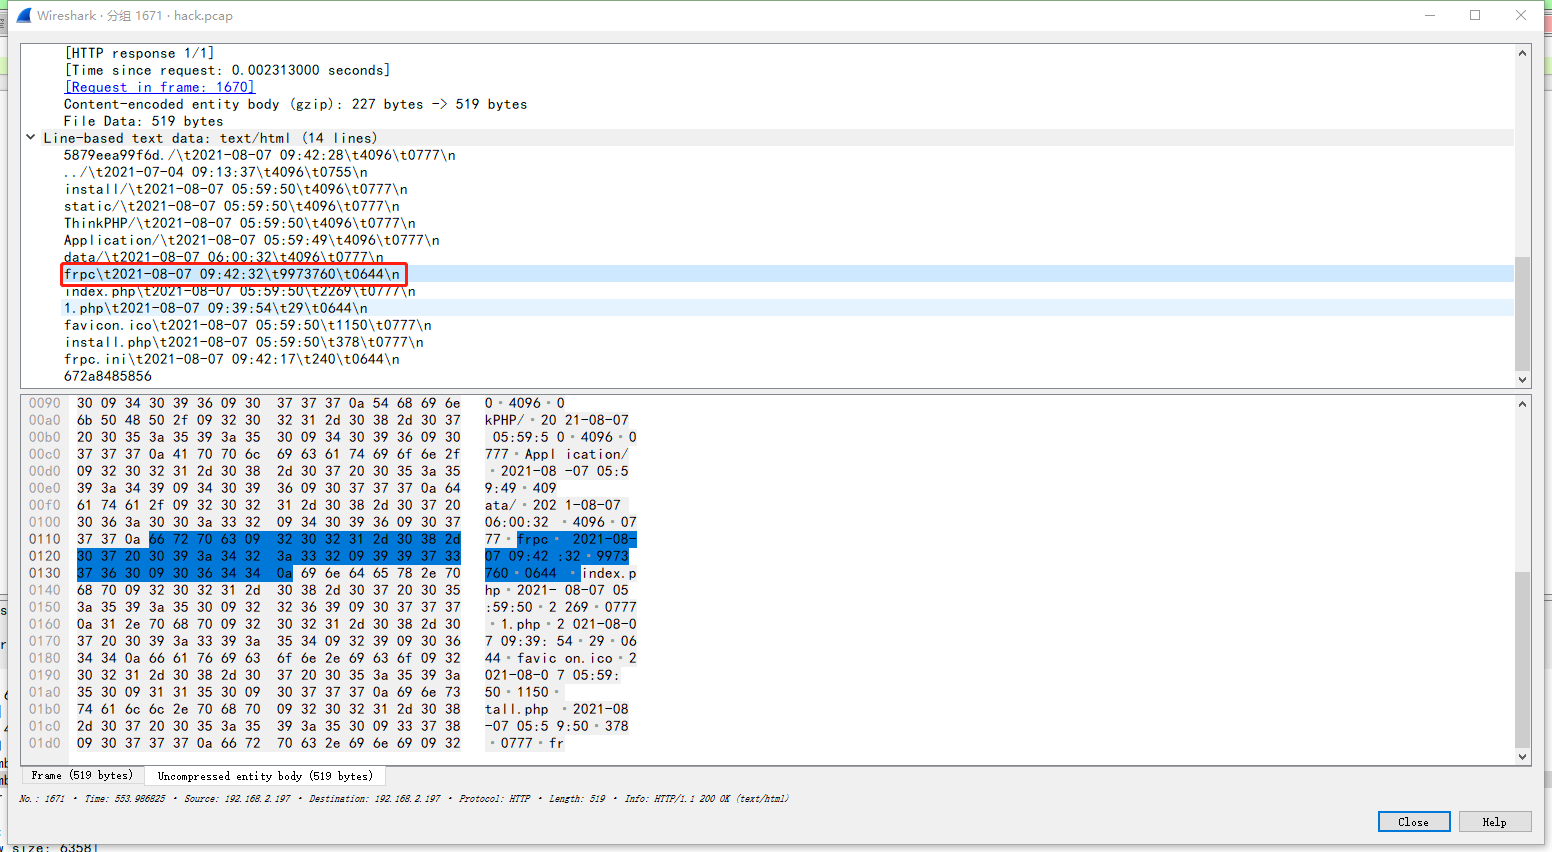 Wireshark · 分组 1671 · hack.pcap
[HTTP response 1/1]
[Time since request: 0.002313000 seconds]
[Request in frame: 1670]
Content-encoded entity body (gzip): 227 bytes -> 519 bytes
File Data: 519 bytes
Line-based text data: text/html (14 lines)
5879eea99f6d./\t2021-08-07 09:42:28\t4096\t0777\n
../\t2021-07-04 09:13:37\t4096\t0755\n
install/\t2021-08-07 05:59:50\t4096\t0777\n
static/\t2021-08-07 05:59:50\t4096\t0777\n
ThinkPHP/\t2021-08-07 05:59:50\t4096\t0777\n
Application/\t2021-08-07 05:59:49\t4096\t0777\n
data/\t2021-08-07 06:00:32\t4096\t0777\n
frpc\t2021-08-07 09:42:32\t9973760\t0644\n
index.php\t2021-08-07 05:59:50\t2269\t0777\n
1.php\t2021-08-07 09:39:54\t29\t0644\n
favicon.ico\t2021-08-07 05:59:50\t1150\t0777\n
install.php\t2021-08-07 05:59:50\t378\t0777\n
frpc.ini\t2021-08-07 09:42:17\t240\t0644\n
672a8485856
0090 30 09 34 30 39 36 09 30 37 37 37 0a 54 68 69 6e 0·4096·0
00a0 6b 50 48 50 2f 09 32 30 32 31 2d 30 38 2d 30 37 kPHP/·20 21-08-07
00b0 20 30 35 3a 35 39 3a 35 30 09 34 30 39 36 09 30 05:59:5 0·4096·0
00c0 37 37 37 0a 41 70 70 6c 69 63 61 74 69 6f 6e 2f 777·Appl ication/
00d0 09 32 30 32 31 2d 30 38 2d 30 37 20 30 35 3a 35 ·2021-08 -07 05:5
00e0 39 3a 34 39 09 34 30 39 36 09 30 37 37 37 0a 64 9:49·409
00f0 61 74 61 2f 09 32 30 32 31 2d 30 38 2d 30 37 20 ata/·202 1-08-07
0100 30 36 3a 30 30 3a 33 32 09 34 30 39 36 09 30 37 06:00:32 ·4096·07
0110 37 37 0a 66 72 70 63 09 32 30 32 31 2d 30 38 2d 77·frpc· 2021-08-
0120 30 37 20 30 39 3a 34 32 3a 33 32 09 39 39 37 33 07 09:42 :32·9973
0130 37 36 30 09 30 36 34 34 0a 69 6e 64 65 78 2e 70 760·0644 ·index.p
0140 68 70 09 32 30 32 31 2d 30 38 2d 30 37 20 30 35 hp·2021- 08-07 05
0150 3a 35 39 3a 35 30 09 32 32 36 39 09 30 37 37 37 :59:50·2 269·0777
0160 0a 31 2e 70 68 70 09 32 30 32 31 2d 30 38 2d 30 ·1.php·2 021-08-0
0170 37 20 30 39 3a 33 39 3a 35 34 09 32 39 09 30 36 7 09:39: 54·29·06
0180 34 34 0a 66 61 76 69 63 6f 6e 2e 69 63 6f 09 32 44·favic on.ico·2
0190 30 32 31 2d 30 38 2d 30 37 20 30 35 3a 35 39 3a 021-08-0 7 05:59:
01a0 35 30 09 31 31 35 30 09 30 37 37 37 0a 69 6e 73 50·1150·
01b0 74 61 6c 6c 2e 70 68 70 09 32 30 32 31 2d 30 38 tall.php ·2021-08
01c0 2d 30 37 20 30 35 3a 35 39 3a 35 30 09 33 37 38 -07 05:5 9:50·378
01d0 09 30 37 37 37 0a 66 72 70 63 2e 69 6e 69 09 32 ·0777·fr
Frame (519 bytes) Uncompressed entity body (519 bytes)
No.: 1671 · Time: 553.986825 · Source: 192.168.2.197 · Destination: 192.168.2.197 · Protocol: HTTP · Length: 519 · Info: HTTP/1.1 200 OK (text/html)
Close Help
size: 6358]